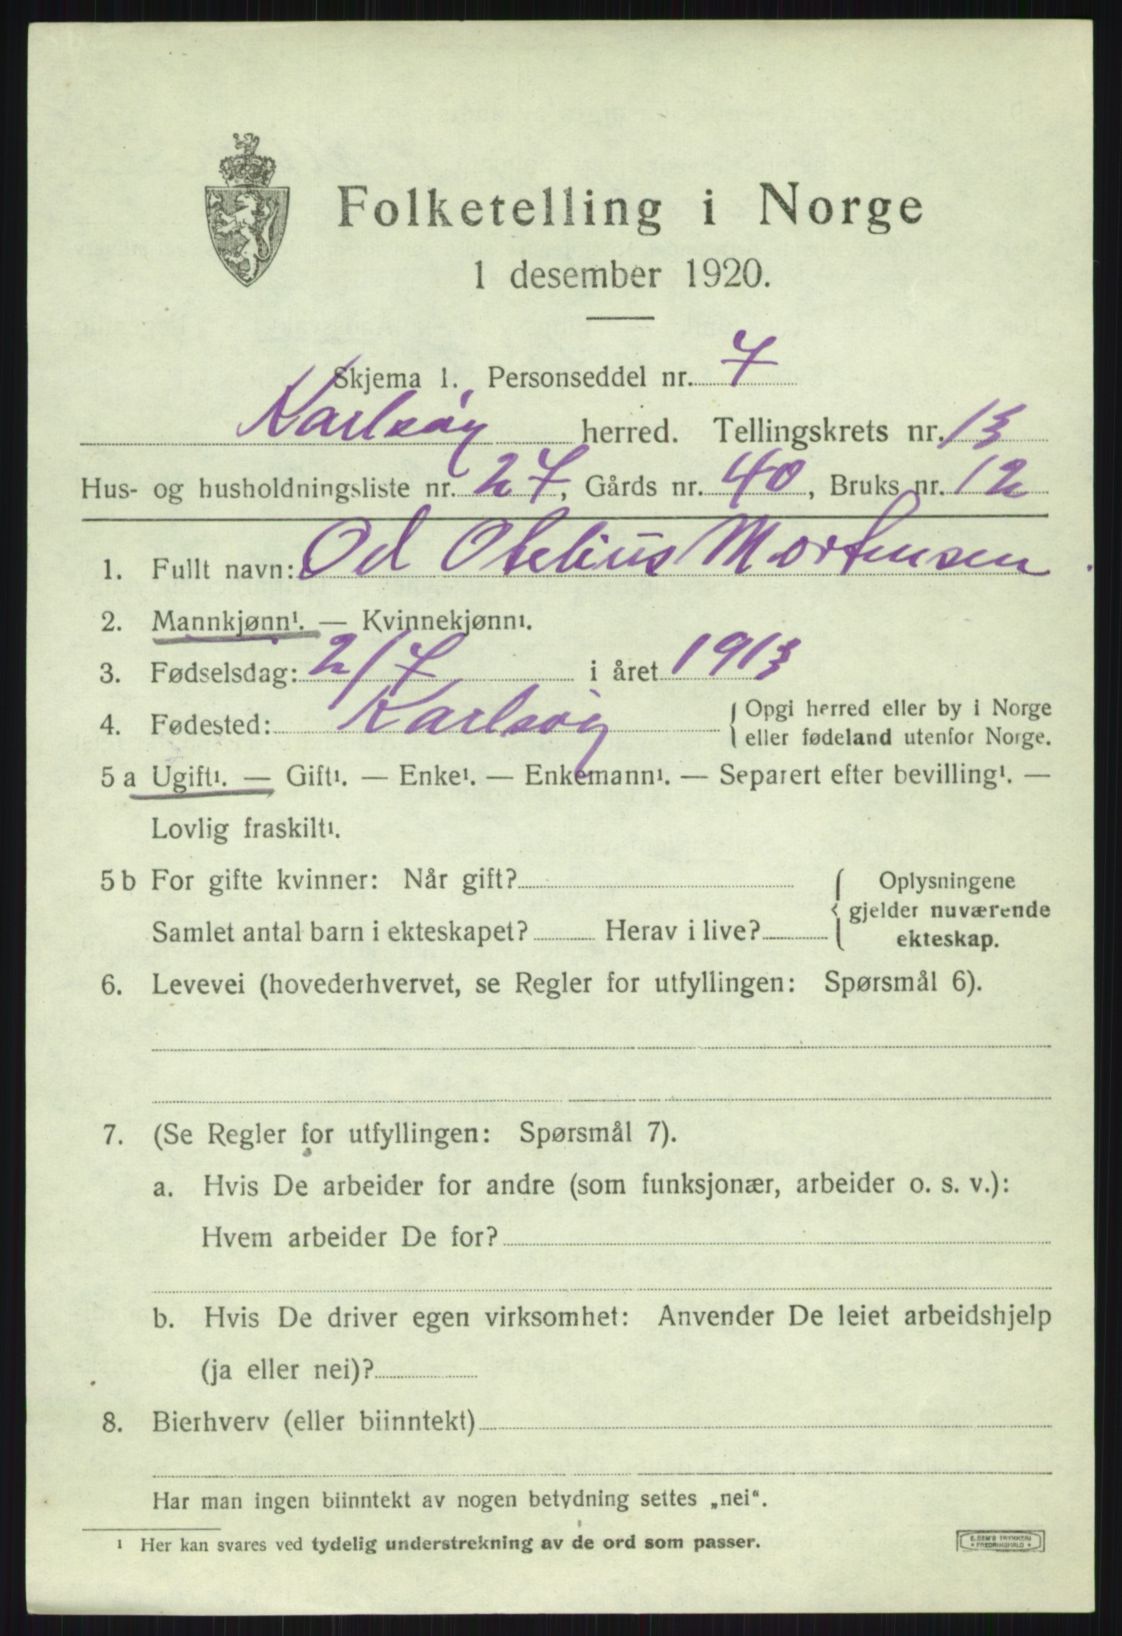 Folketelling i Norge
1 desember 1920.
Skjema 1. Personseddel nr. 7
Karlsøy herred. Tellingskrets nr. 13
Hus- og husholdningsliste nr. 27, Gårds nr. 40, Bruks nr. 12
1. Fullt navn: Od Otelius Mortensen
2. Mannkjønn¹. — Kvinnekjønn¹.
3. Fødselsdag: 2/7 i året 1913
4. Fødested: Karlsøy { Opgi herred eller by i Norge
eller fødeland utenfor Norge.
5 a Ugift¹. — Gift¹. — Enke¹. — Enkemann¹. — Separert efter bevilling¹. —
Lovlig fraskilt¹.
5 b For gifte kvinner: Når gift? { Oplysningene
gjelder nuværende
Samlet antal barn i ekteskapet? Herav i live?
ekteskap.
6. Levevei (hovederhvervet, se Regler for utfyllingen: Spørsmål 6).
7. (Se Regler for utfyllingen: Spørsmål 7).
a. Hvis De arbeider for andre (som funksjonær, arbeider o. s. v.):
Hvem arbeider De for?
b. Hvis De driver egen virksomhet: Anvender De leiet arbeidshjelp
(ja eller nei)?
8. Bierhverv (eller biinntekt)
Har man ingen biinntekt av nogen betydning settes „nei“.
¹ Her kan svares ved tydelig understrekning av de ord som passer.